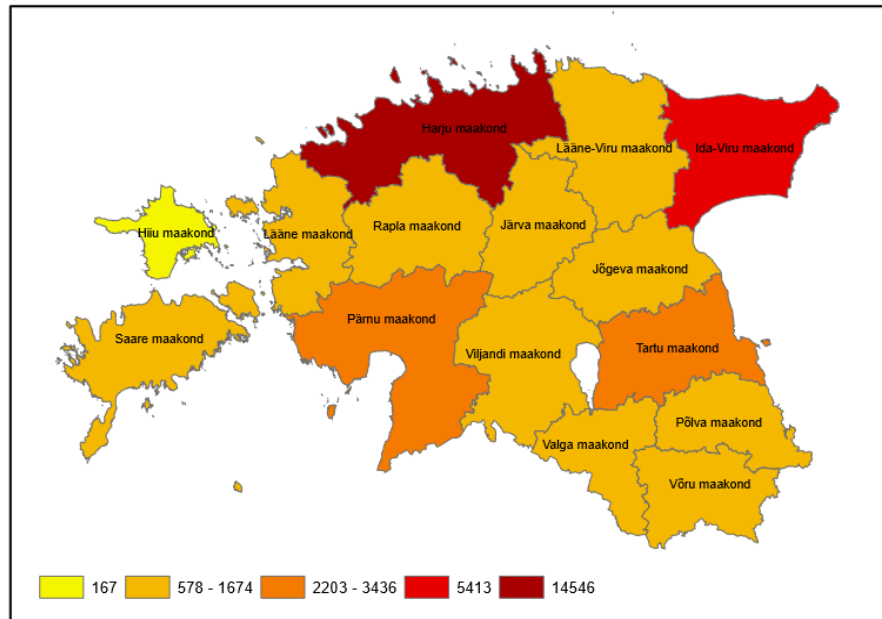 Harju maakond
Lääne-Viru maakond
Ida-Viru maakond
Hiiu maakond
Lääne maakond
Rapla maakond
Järva maakond
Jõgeva maakond
Saare maakond
Pärnu maakond
Viljandi maakond
Tartu maakond
Põlva maakond
Valga maakond
Võru maakond
167 578 - 1674 2203 - 3436 5413 14546